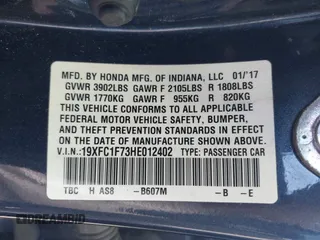 MFD. BY HONDA MFG. OF INDIANA, LLC 01/'17
GVWR 3902LBS GAWR F 2105LBS R 1808LBS
GVWR 1770KG GAWR F 955KG R 820KG
THIS VEHICLE CONFORMS TO ALL APPLICABLE
FEDERAL MOTOR VEHICLE SAFETY, BUMPER,
AND THEFT PREVENTION STANDARDS IN
EFFECT ON THE DATE OF
MANUFACTURE SHOWN ABOVE.
V.I.N.: 19XFC1F73HE012402 TYPE: PASSENGER CAR
TBC H AS8 -B607M -B -E